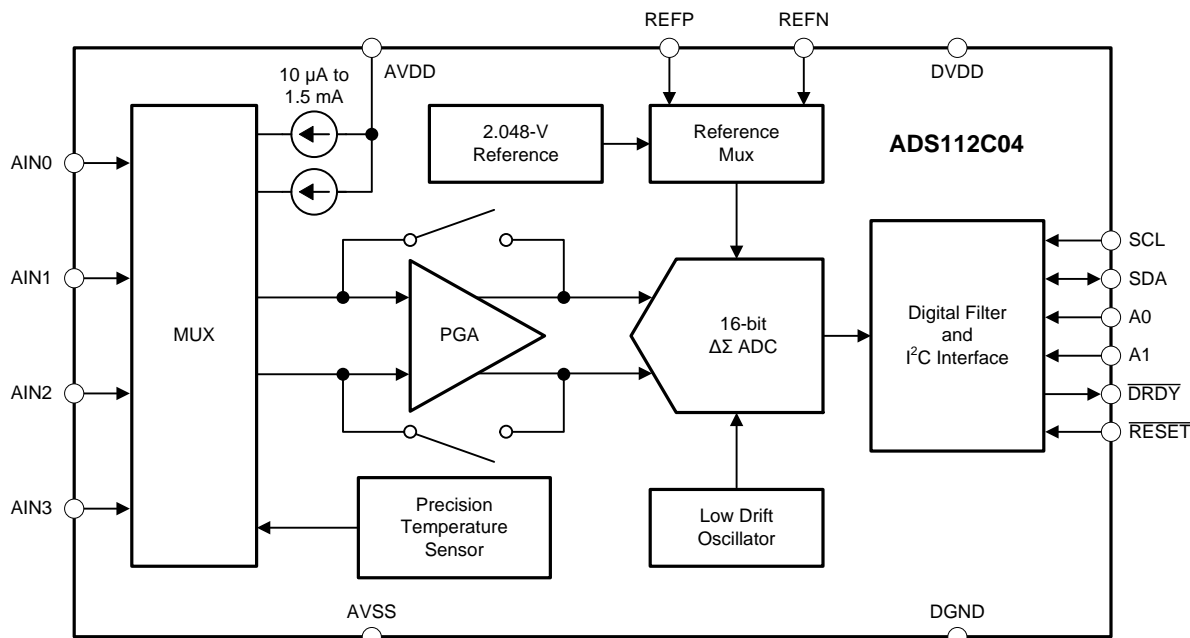 REFP
REFN
AVDD
DVDD
10 µA to
1.5 mA
2.048-V
Reference
Reference
Mux
ADS112C04
AIN0
AIN1
AIN2
AIN3
MUX
PGA
16-bit
ΔΣ ADC
Digital Filter
and
I²C Interface
SCL
SDA
A0
A1
D̅R̅D̅Y̅
R̅E̅S̅E̅T̅
Precision
Temperature
Sensor
Low Drift
Oscillator
AVSS
DGND